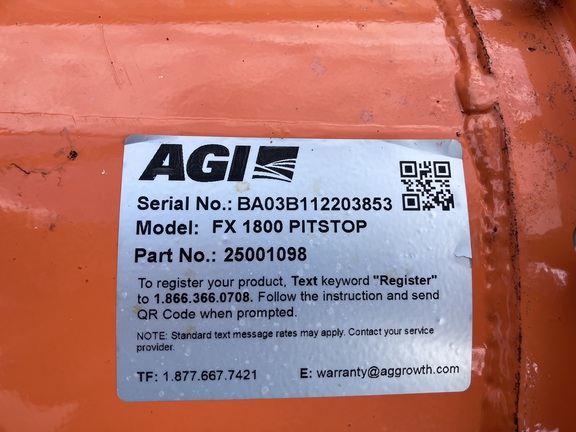 AGI
Serial No.: BA03B112203853
Model: FX 1800 PITSTOP
Part No.: 25001098
To register your product, Text keyword "Register"
to 1.866.366.0708. Follow the instruction and send
QR Code when prompted.
NOTE: Standard text message rates may apply. Contact your service
provider.
TF: 1.877.667.7421 E: warranty@aggrowth.com